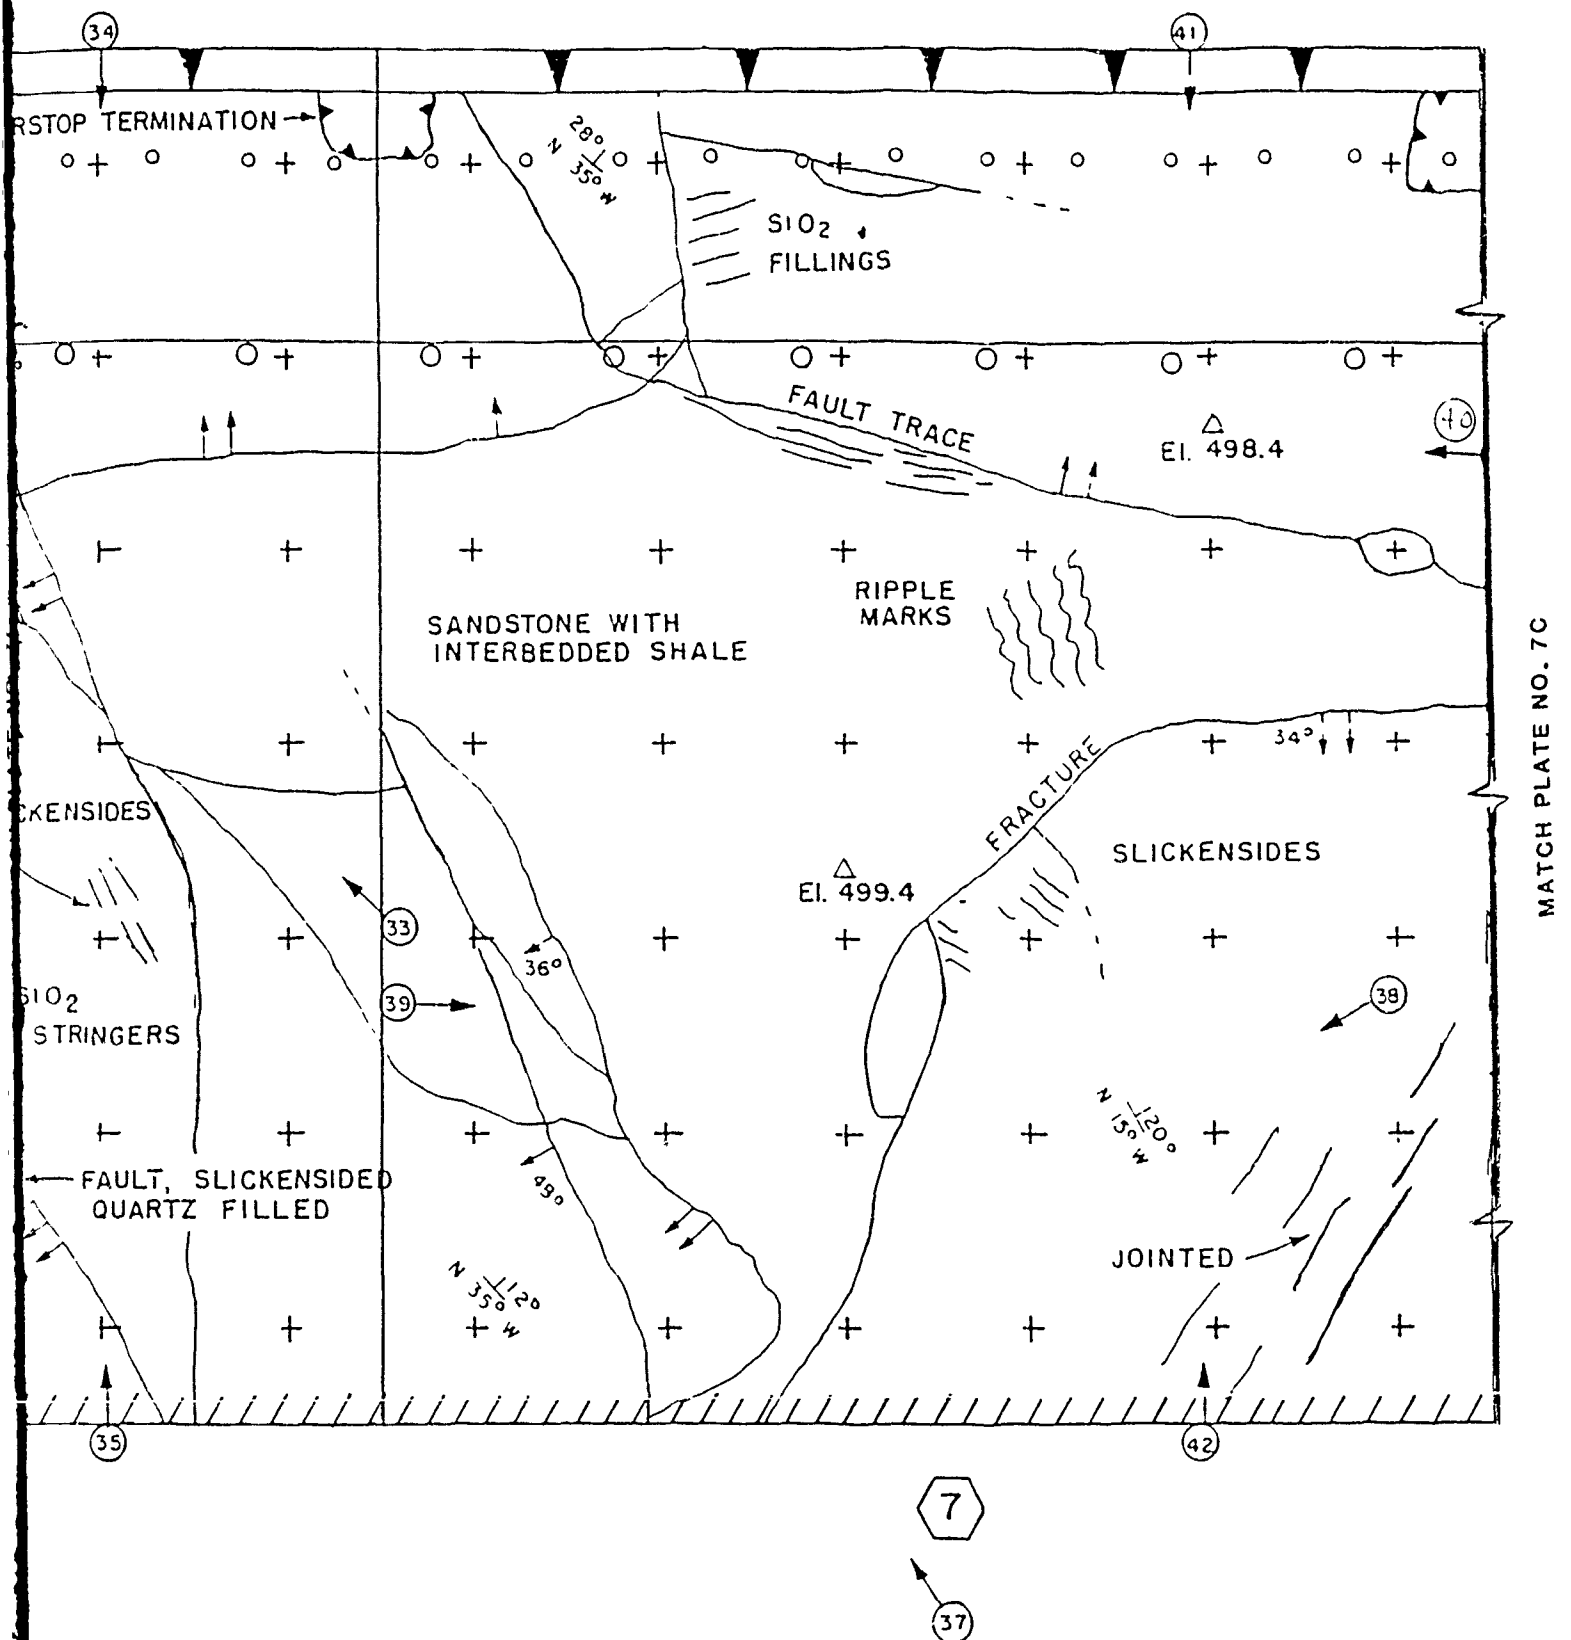 34
41
RSTOP TERMINATION
28°
N 35° W
SIO2
FILLINGS
FAULT TRACE
El. 498.4
40
RIPPLE
MARKS
SANDSTONE WITH
INTERBEDDED SHALE
MATCH PLATE NO. 7C
34°
FRACTURE
CKENSIDES
SLICKENSIDES
El. 499.4
33
36°
39
38
SIO2
STRINGERS
20°
N 15° W
FAULT, SLICKENSIDED
QUARTZ FILLED
49°
JOINTED
12°
N 35° W
35
42
7
37